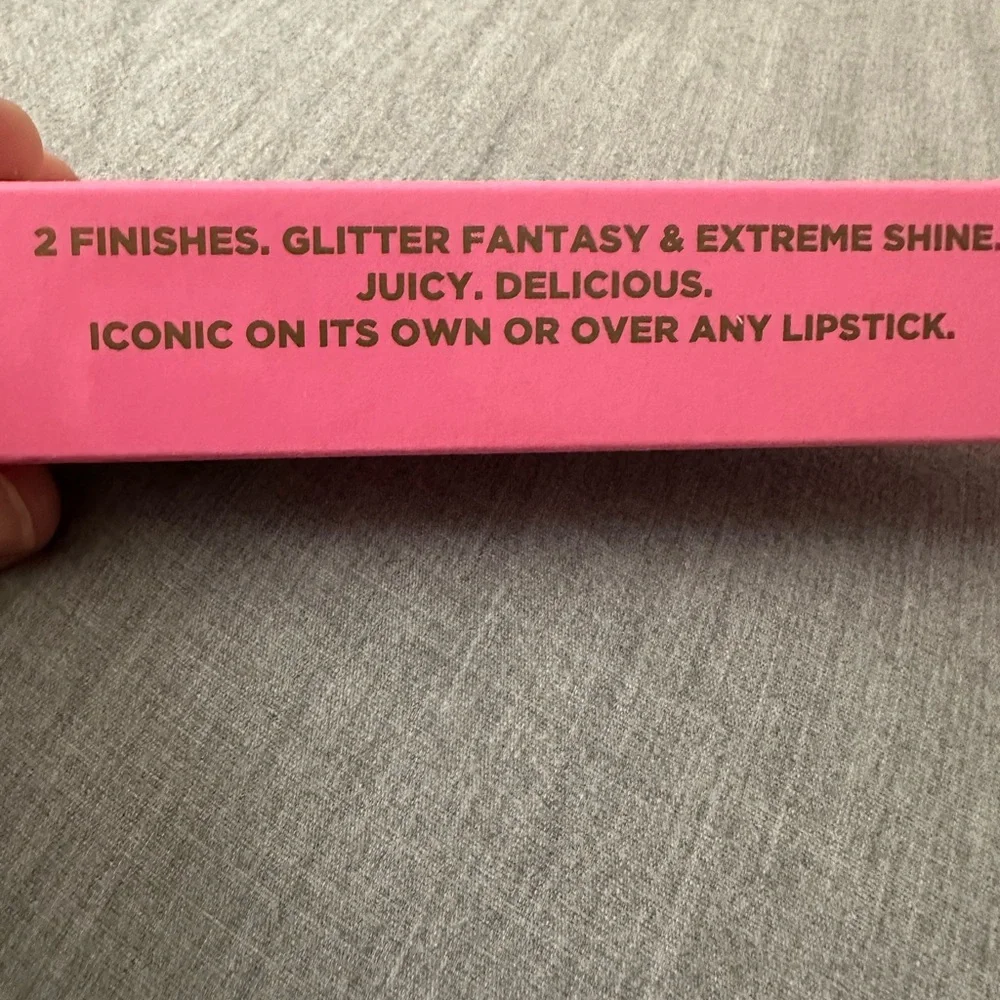 2 FINISHES. GLITTER FANTASY & EXTREME SHINE.
JUICY. DELICIOUS.
ICONIC ON ITS OWN OR OVER ANY LIPSTICK.